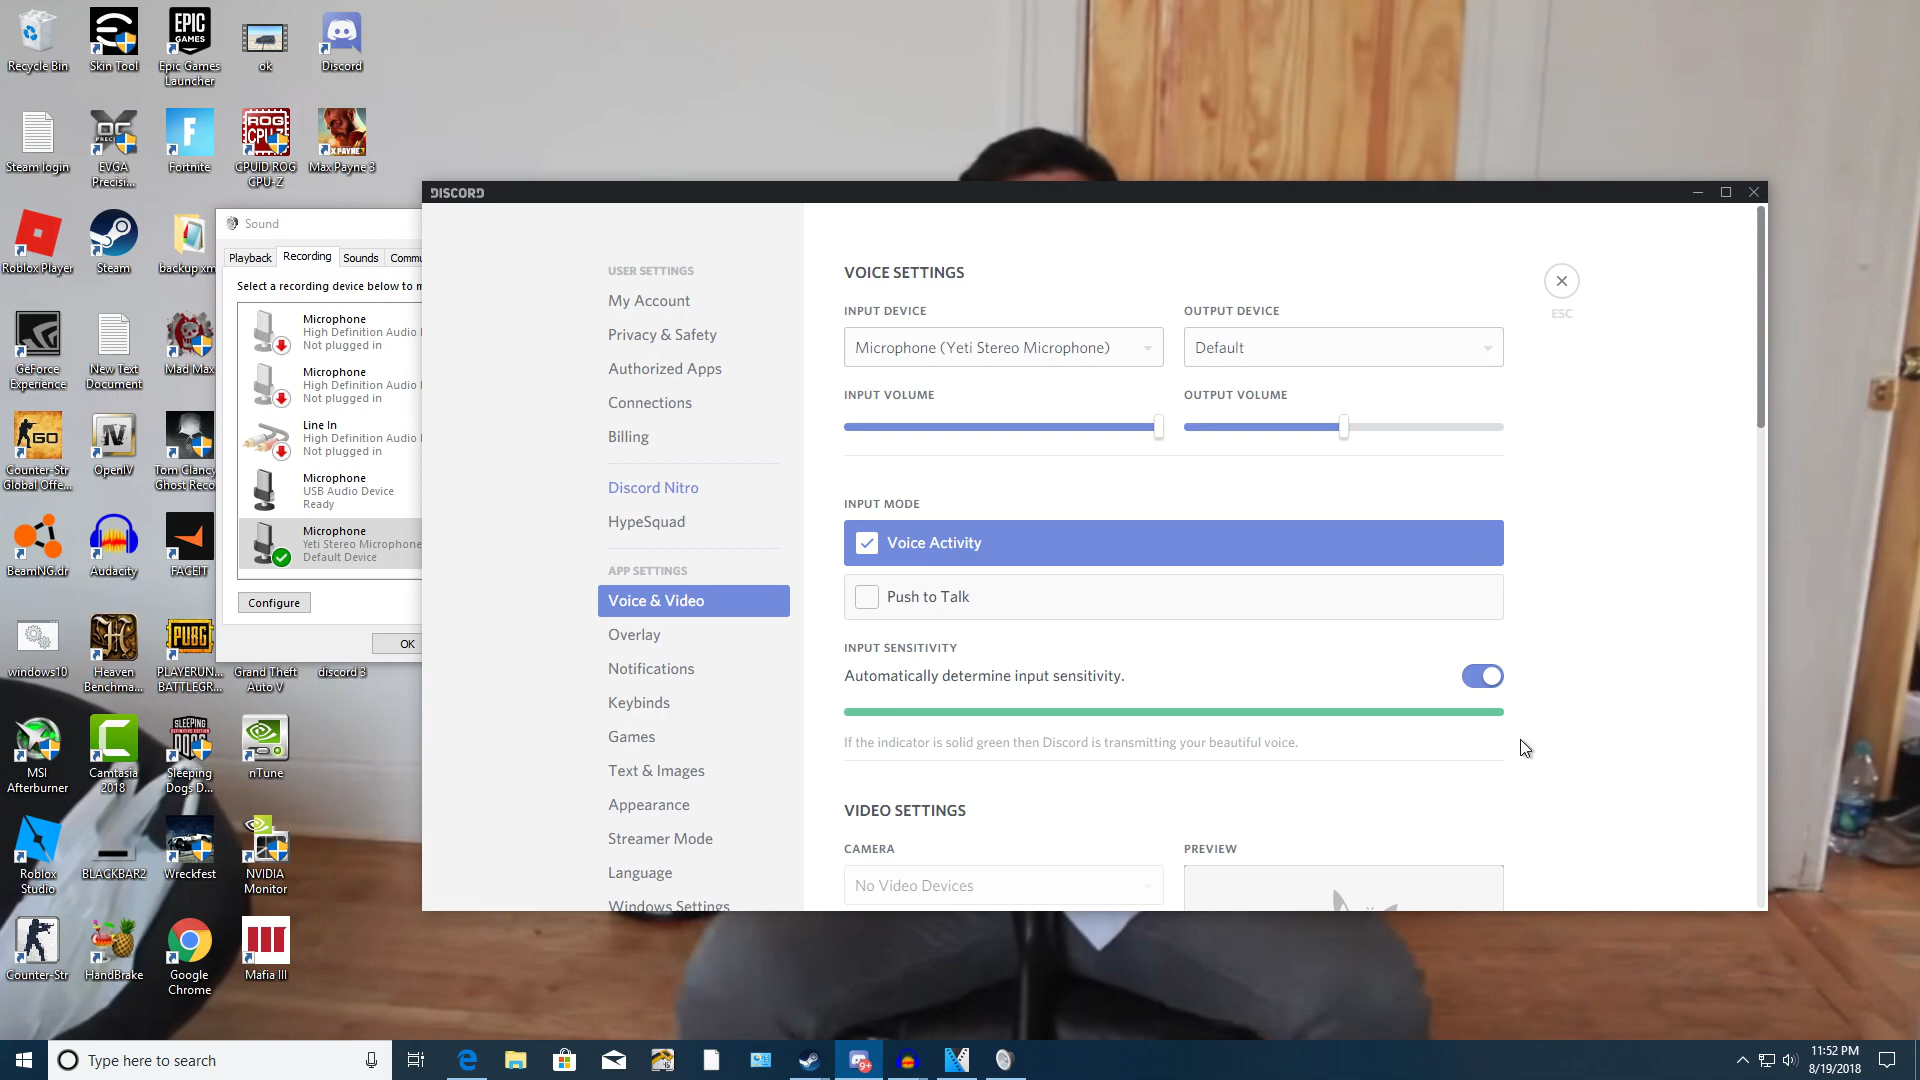 Recycle Bin
Skin Tool
Epic Games
Launcher
ok
Discord
Steam login
EVGA
Precisi...
Fortnite
CPUID ROG
CPU-Z
Max Payne 3
Roblox Player
Steam
backup xm
GeForce
Experience
New Text
Document
Mad Max
Counter-Str
Global Offe...
OpenIV
Tom Clancy
Ghost Reco
BeamNG.dr
Audacity
FACEIT
windows10
Heaven
Benchma...
PLAYERUN...
BATTLEGR...
Grand Theft
Auto V
discord 3
MSI
Afterburner
Camtasia
2018
Sleeping
Dogs D...
nTune
Roblox
Studio
BLACKBAR2
Wreckfest
NVIDIA
Monitor
Counter-Str
HandBrake
Google
Chrome
Mafia III
Sound
Playback
Recording
Sounds
Commu
Select a recording device below to m
Microphone
High Definition Audio
Not plugged in
Microphone
High Definition Audio
Not plugged in
Line In
High Definition Audio
Not plugged in
Microphone
USB Audio Device
Ready
Microphone
Yeti Stereo Microphone
Default Device
Configure
OK
DISCORD
USER SETTINGS
My Account
Privacy & Safety
Authorized Apps
Connections
Billing
Discord Nitro
HypeSquad
APP SETTINGS
Voice & Video
Overlay
Notifications
Keybinds
Games
Text & Images
Appearance
Streamer Mode
Language
Windows Settings
VOICE SETTINGS
INPUT DEVICE
Microphone (Yeti Stereo Microphone)
OUTPUT DEVICE
Default
INPUT VOLUME
OUTPUT VOLUME
INPUT MODE
Voice Activity
Push to Talk
INPUT SENSITIVITY
Automatically determine input sensitivity.
If the indicator is solid green then Discord is transmitting your beautiful voice.
VIDEO SETTINGS
CAMERA
No Video Devices
PREVIEW
ESC
Type here to search
11:52 PM
8/19/2018